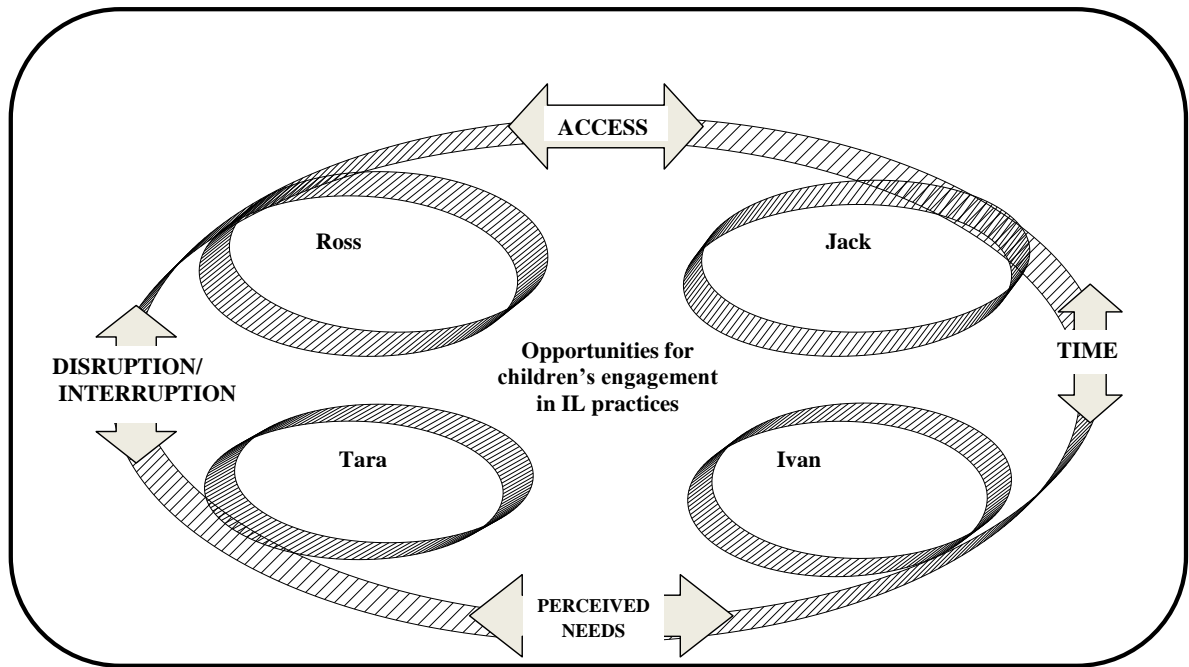 ACCESS
Ross
Jack
Opportunities for
children’s engagement
in IL practices
TIME
DISRUPTION/
INTERRUPTION
Tara
Ivan
PERCEIVED
NEEDS